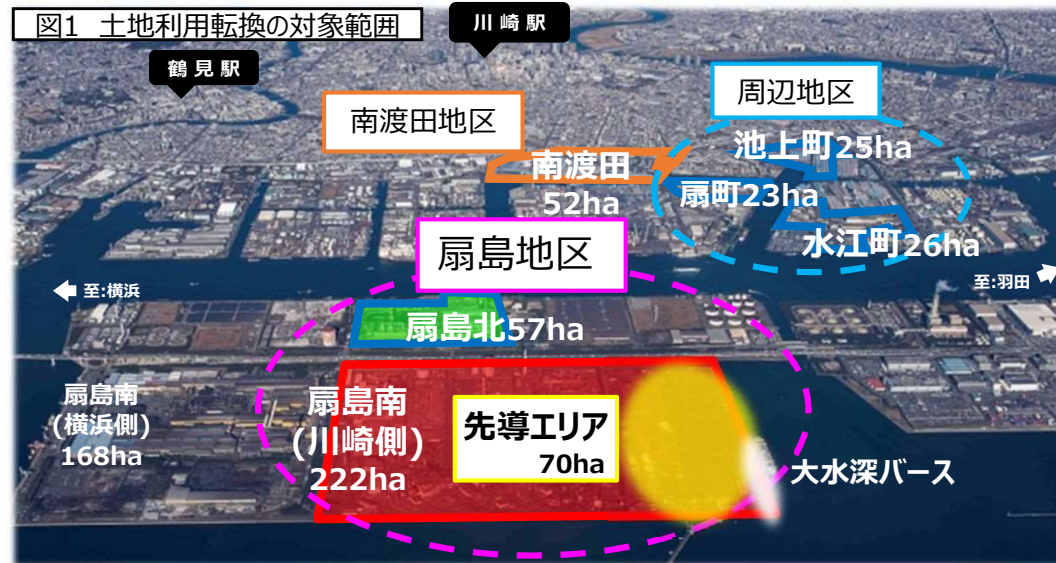 図1 土地利用転換の対象範囲
川崎駅
鶴見駅
南渡田地区
周辺地区
池上町25ha
南渡田
52ha
扇町23ha
水江町26ha
扇島地区
至:横浜
至:羽田
扇島北57ha
扇島南
(横浜側)
168ha
扇島南
(川崎側)
222ha
先導エリア
70ha
大水深バース